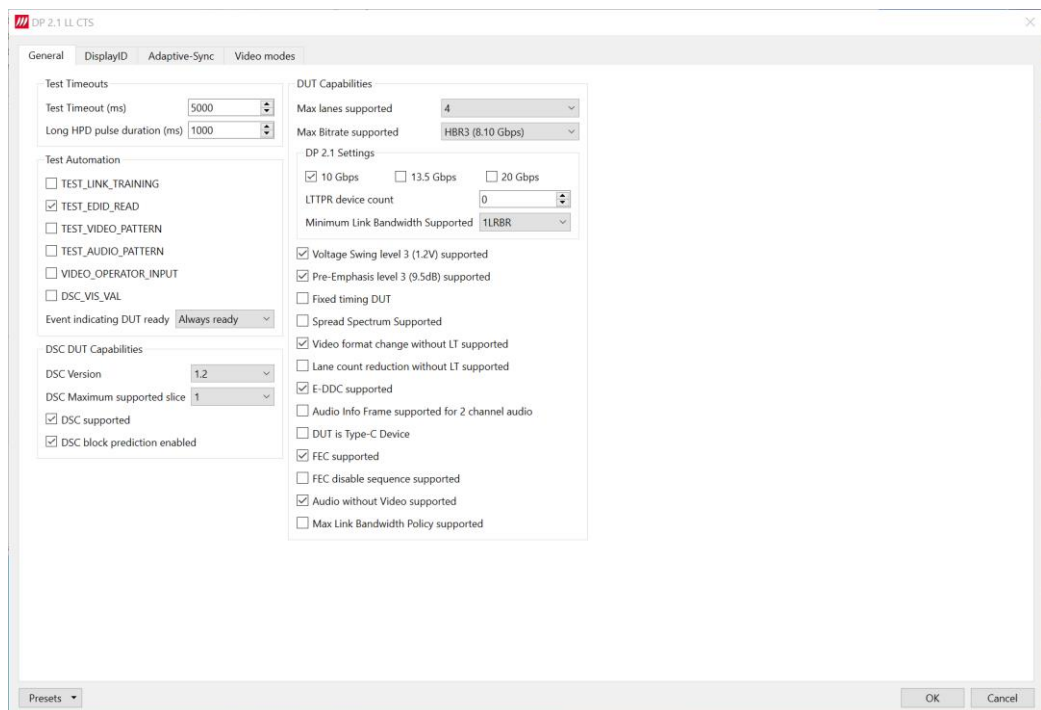 DP 2.1 LL CTS
General DisplayID Adaptive-Sync Video modes
Test Timeouts
Test Timeout (ms) 5000
Long HPD pulse duration (ms) 1000
Test Automation
TEST_LINK_TRAINING
TEST_EDID_READ
TEST_VIDEO_PATTERN
TEST_AUDIO_PATTERN
VIDEO_OPERATOR_INPUT
DSC_VIS_VAL
Event indicating DUT ready Always ready
DSC DUT Capabilities
DSC Version 1.2
DSC Maximum supported slice 1
DSC supported
DSC block prediction enabled
DUT Capabilities
Max lanes supported 4
Max Bitrate supported HBR3 (8.10 Gbps)
DP 2.1 Settings
10 Gbps 13.5 Gbps 20 Gbps
LTTPR device count 0
Minimum Link Bandwidth Supported 1LRBR
Voltage Swing level 3 (1.2V) supported
Pre-Emphasis level 3 (9.5dB) supported
Fixed timing DUT
Spread Spectrum Supported
Video format change without LT supported
Lane count reduction without LT supported
E-DDC supported
Audio Info Frame supported for 2 channel audio
DUT is Type-C Device
FEC supported
FEC disable sequence supported
Audio without Video supported
Max Link Bandwidth Policy supported
Presets OK Cancel